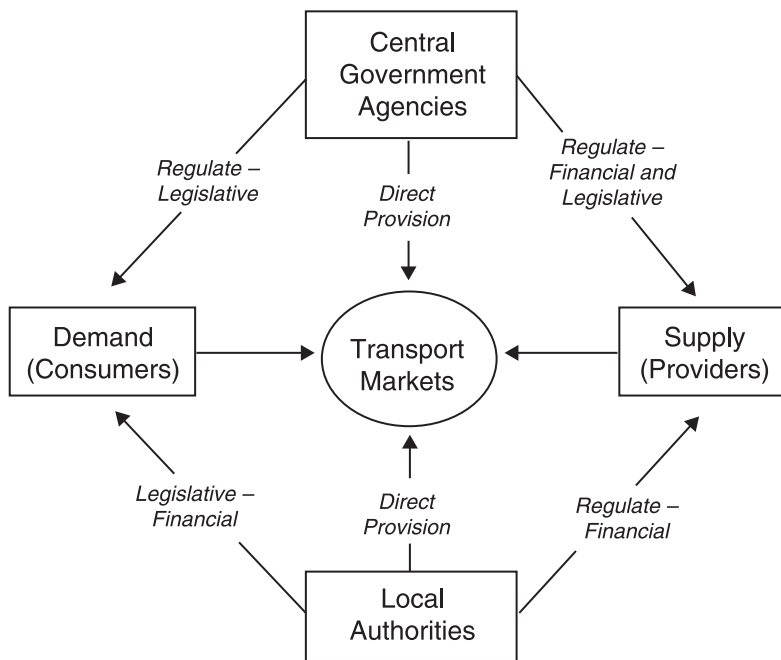 Central
Government
Agencies
Regulate –
Legislative
Direct
Provision
Regulate –
Financial and
Legislative
Demand
(Consumers)
Transport
Markets
Supply
(Providers)
Legislative –
Financial
Direct
Provision
Regulate –
Financial
Local
Authorities